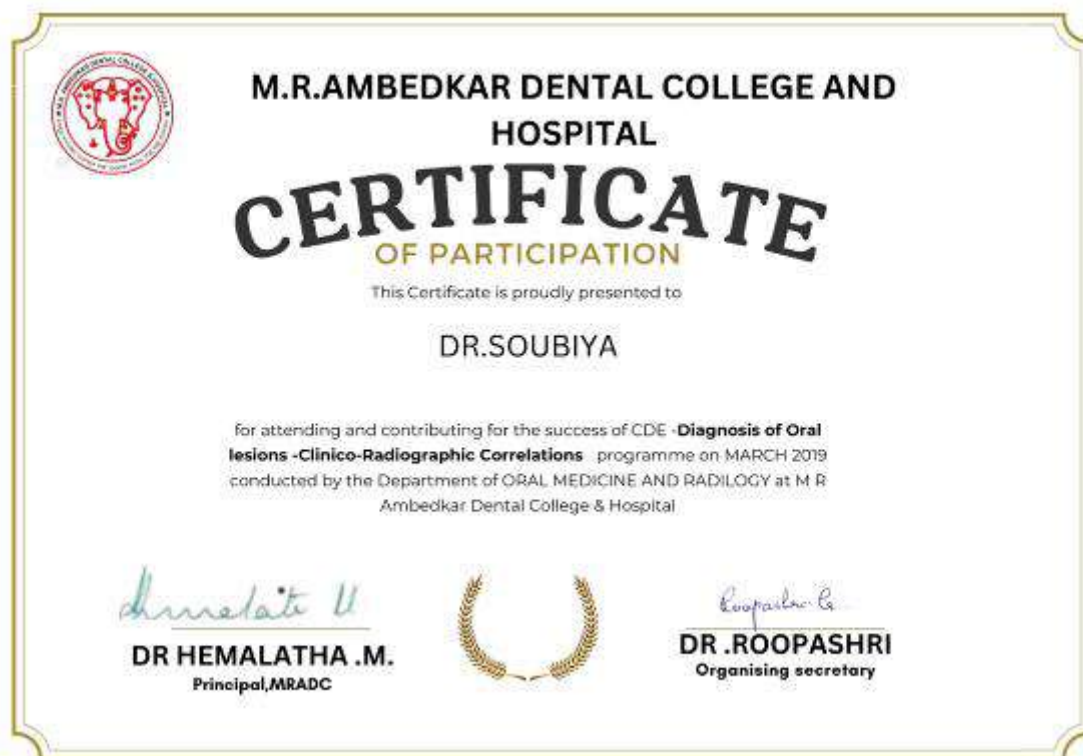 M.R.AMBEDKAR DENTAL COLLEGE AND
HOSPITAL
CERTIFICATE
OF PARTICIPATION
This Certificate is proudly presented to
DR.SOUBIYA
for attending and contributing for the success of CDE -Diagnosis of Oral
lesions -Clinico-Radiographic Correlations programme on MARCH 2019
conducted by the Department of ORAL MEDICINE AND RADILOGY at M R
Ambedkar Dental College & Hospital
DR HEMALATHA .M.
Principal,MRADC
DR .ROOPASHRI
Organising secretary